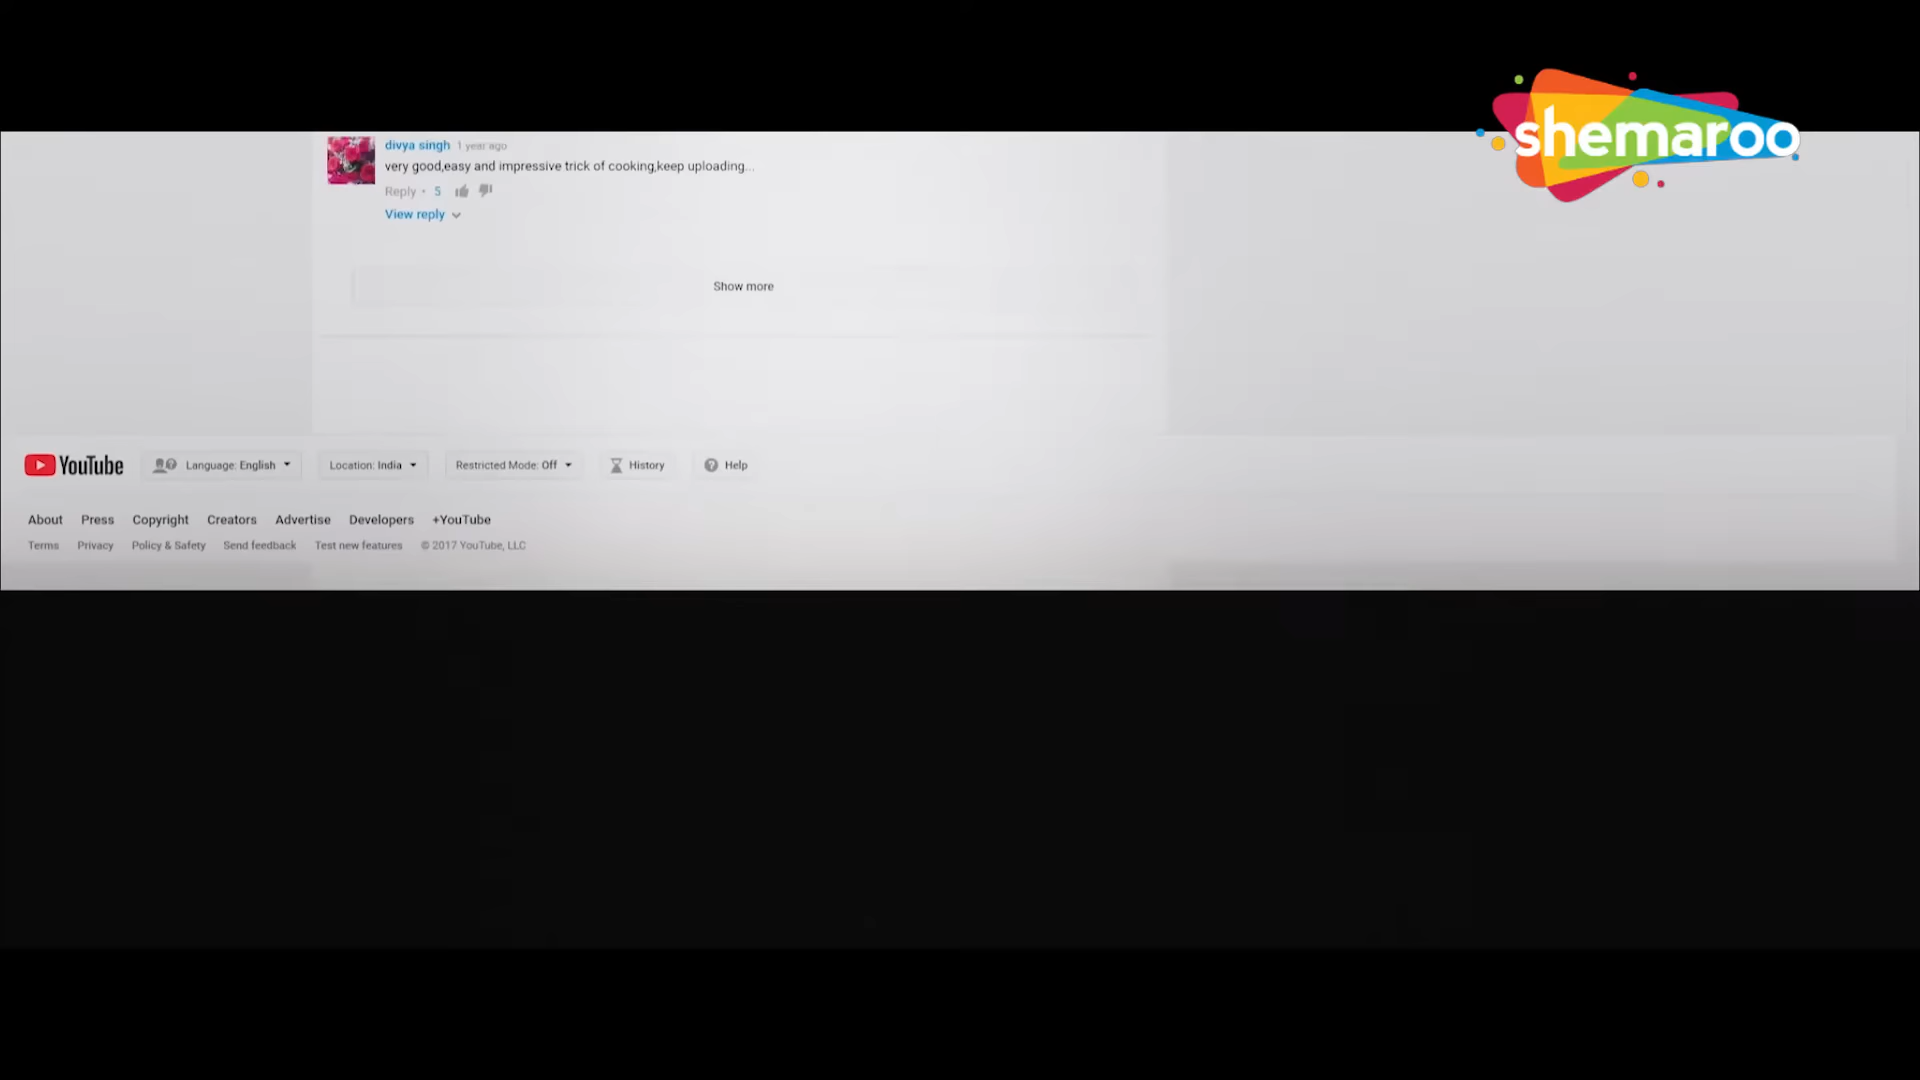 shemaroo
divya singh 1 year ago
very good,easy and impressive trick of cooking,keep uploading...
Reply • 5
View reply
Show more
YouTube Language: English Location: India Restricted Mode: Off History Help
About Press Copyright Creators Advertise Developers +YouTube
Terms Privacy Policy & Safety Send feedback Test new features © 2017 YouTube, LLC